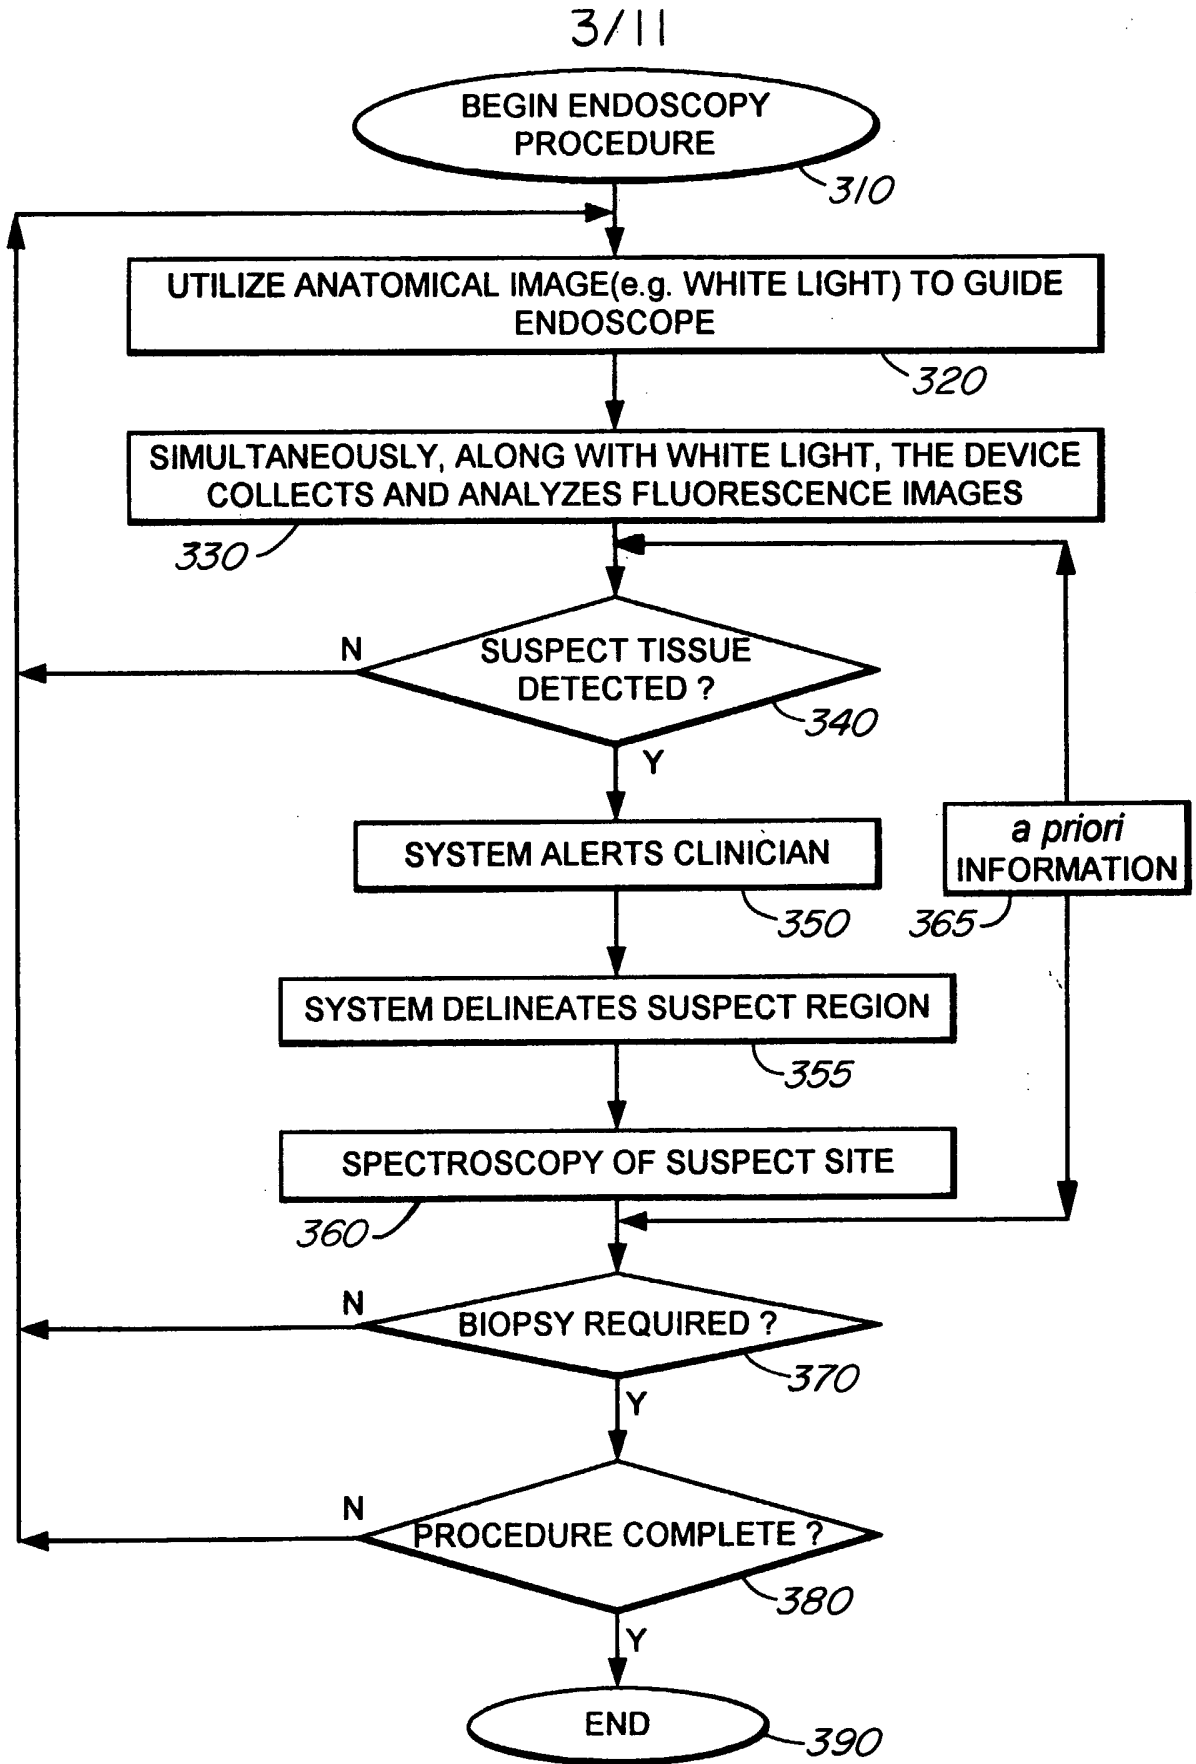 3/11
BEGIN ENDOSCOPY
PROCEDURE
310
UTILIZE ANATOMICAL IMAGE(e.g. WHITE LIGHT) TO GUIDE
ENDOSCOPE
320
SIMULTANEOUSLY, ALONG WITH WHITE LIGHT, THE DEVICE
COLLECTS AND ANALYZES FLUORESCENCE IMAGES
330
N
SUSPECT TISSUE
DETECTED ?
340
Y
SYSTEM ALERTS CLINICIAN
350
a priori
INFORMATION
365
SYSTEM DELINEATES SUSPECT REGION
355
SPECTROSCOPY OF SUSPECT SITE
360
N
BIOPSY REQUIRED ?
370
Y
N
PROCEDURE COMPLETE ?
380
Y
END
390